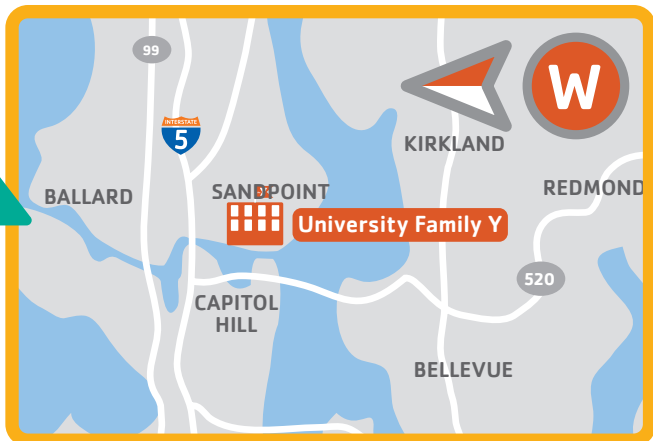 99
W
INTERSTATE
5
KIRKLAND
BALLARD
SANDPOINT
REDMOND
University Family Y
520
CAPITOL
HILL
BELLEVUE